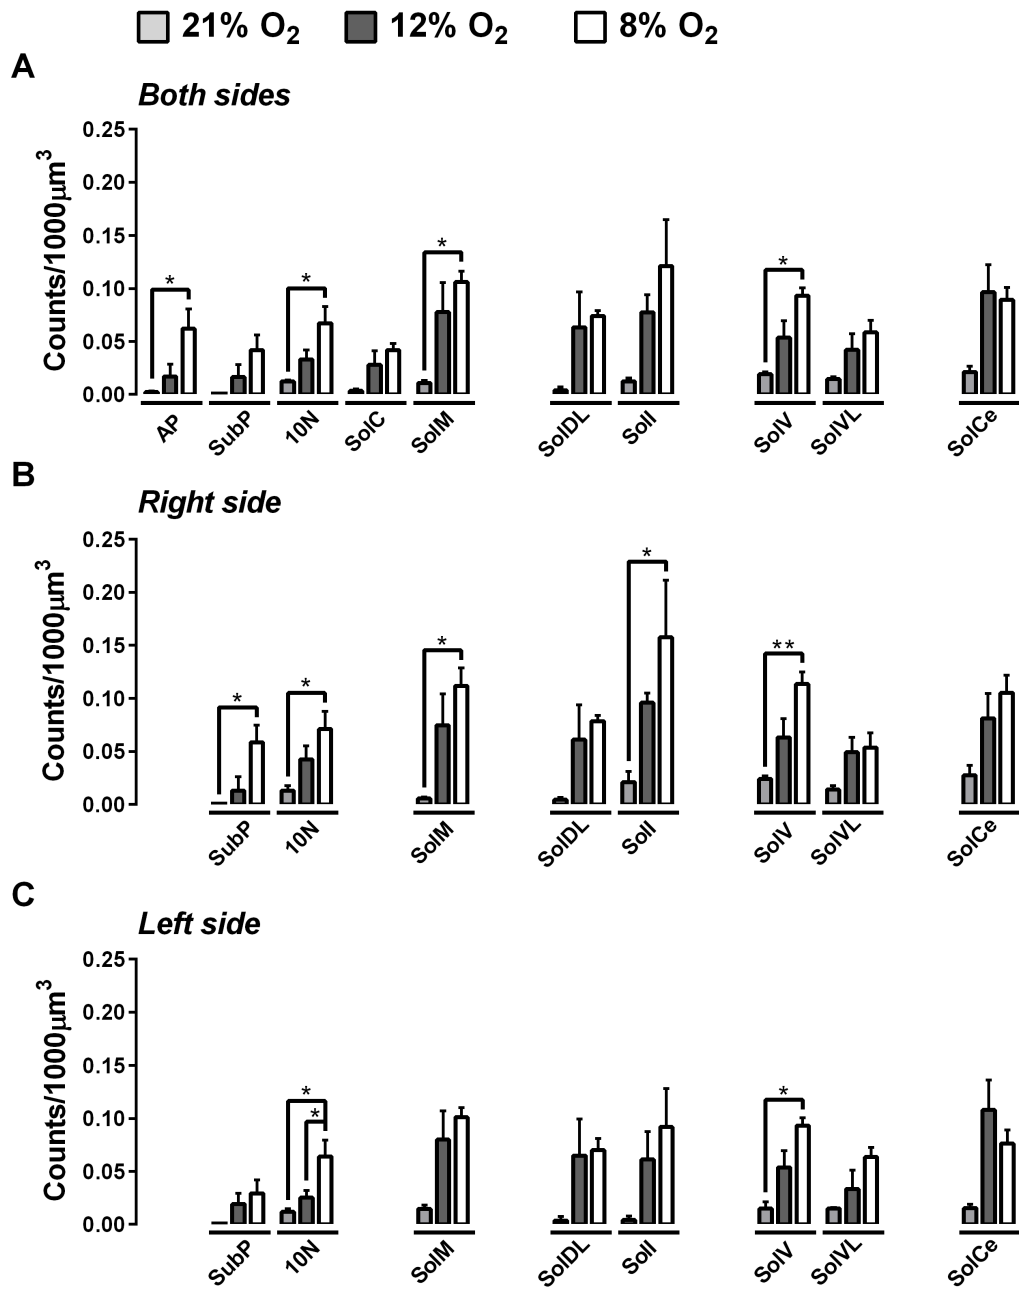 21% O₂ 12% O₂ 8% O₂
A
Both sides
Counts/1000µm³
0.25
0.20
0.15
0.10
0.05
0.00
* * * *
AP SubP 10N SolC SolM SolDL SolI SolV SolVL SolCe
B
Right side
Counts/1000µm³
0.25
0.20
0.15
0.10
0.05
0.00
* * * * **
SubP 10N SolM SolDL SolI SolV SolVL SolCe
C
Left side
Counts/1000µm³
0.25
0.20
0.15
0.10
0.05
0.00
* * *
SubP 10N SolM SolDL SolI SolV SolVL SolCe